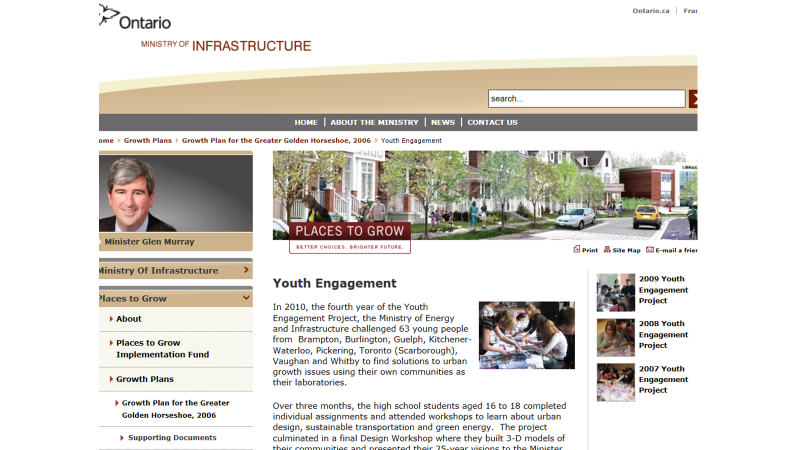 Ontario.ca
Ontario
MINISTRY OF INFRASTRUCTURE
search...
HOME | ABOUT THE MINISTRY | NEWS | CONTACT US
ome Growth Plans Growth Plan for the Greater Golden Horseshoe, 2006 Youth Engagement
PLACES TO GROW
BETTER CHOICES. BRIGHTER FUTURE.
Minister Glen Murray
Print Site Map E-mail a frie
Ministry Of Infrastructure
Places to Grow
About
Places to Grow
Implementation Fund
Growth Plans
Growth Plan for the Greater
Golden Horseshoe, 2006
Supporting Documents
Youth Engagement
In 2010, the fourth year of the Youth
Engagement Project, the Ministry of Energy
and Infrastructure challenged 63 young people
from Brampton, Burlington, Guelph, Kitchener-
Waterloo, Pickering, Toronto (Scarborough),
Vaughan and Whitby to find solutions to urban
growth issues using their own communities as
their laboratories.
Over three months, the high school students aged 16 to 18 completed
individual assignments and attended workshops to learn about urban
design, sustainable transportation and green energy. The project
culminated in a final Design Workshop where they built 3-D models of
their communities and presented their 25-year visions to the Minister
2009 Youth
Engagement
Project
2008 Youth
Engagement
Project
2007 Youth
Engagement
Project